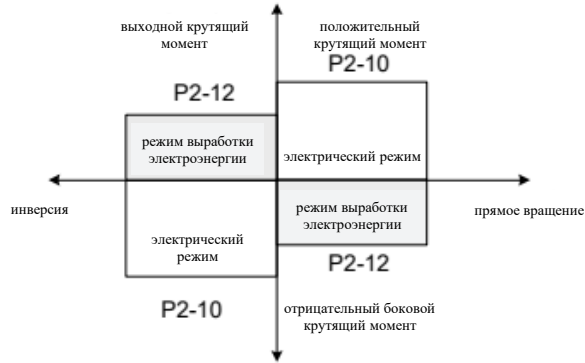 выходной крутящий
момент
положительный
крутящий момент
P2-10
P2-12
режим выработки
электроэнергии
электрический режим
инверсия
прямое вращение
режим выработки
электроэнергии
электрический
режим
P2-12
P2-10
отрицательный боковой
крутящий момент